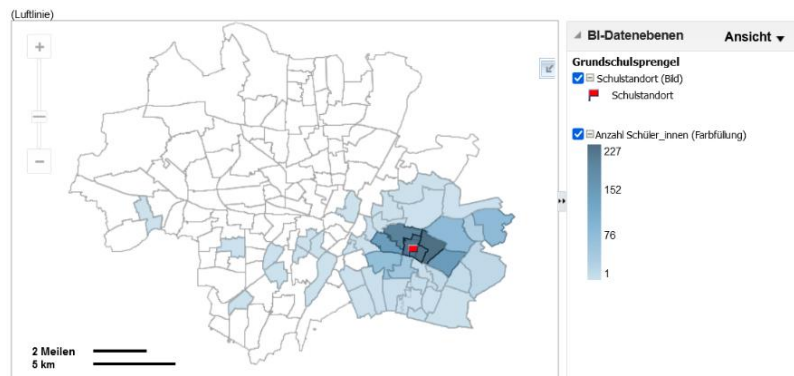 (Luftlinie)
BI-Datenebenen Ansicht
Grundschulsprengel
Schulstandort (Bild)
Schulstandort
Anzahl Schüler_innen (Farbfüllung)
227
152
76
1
2 Meilen
5 km